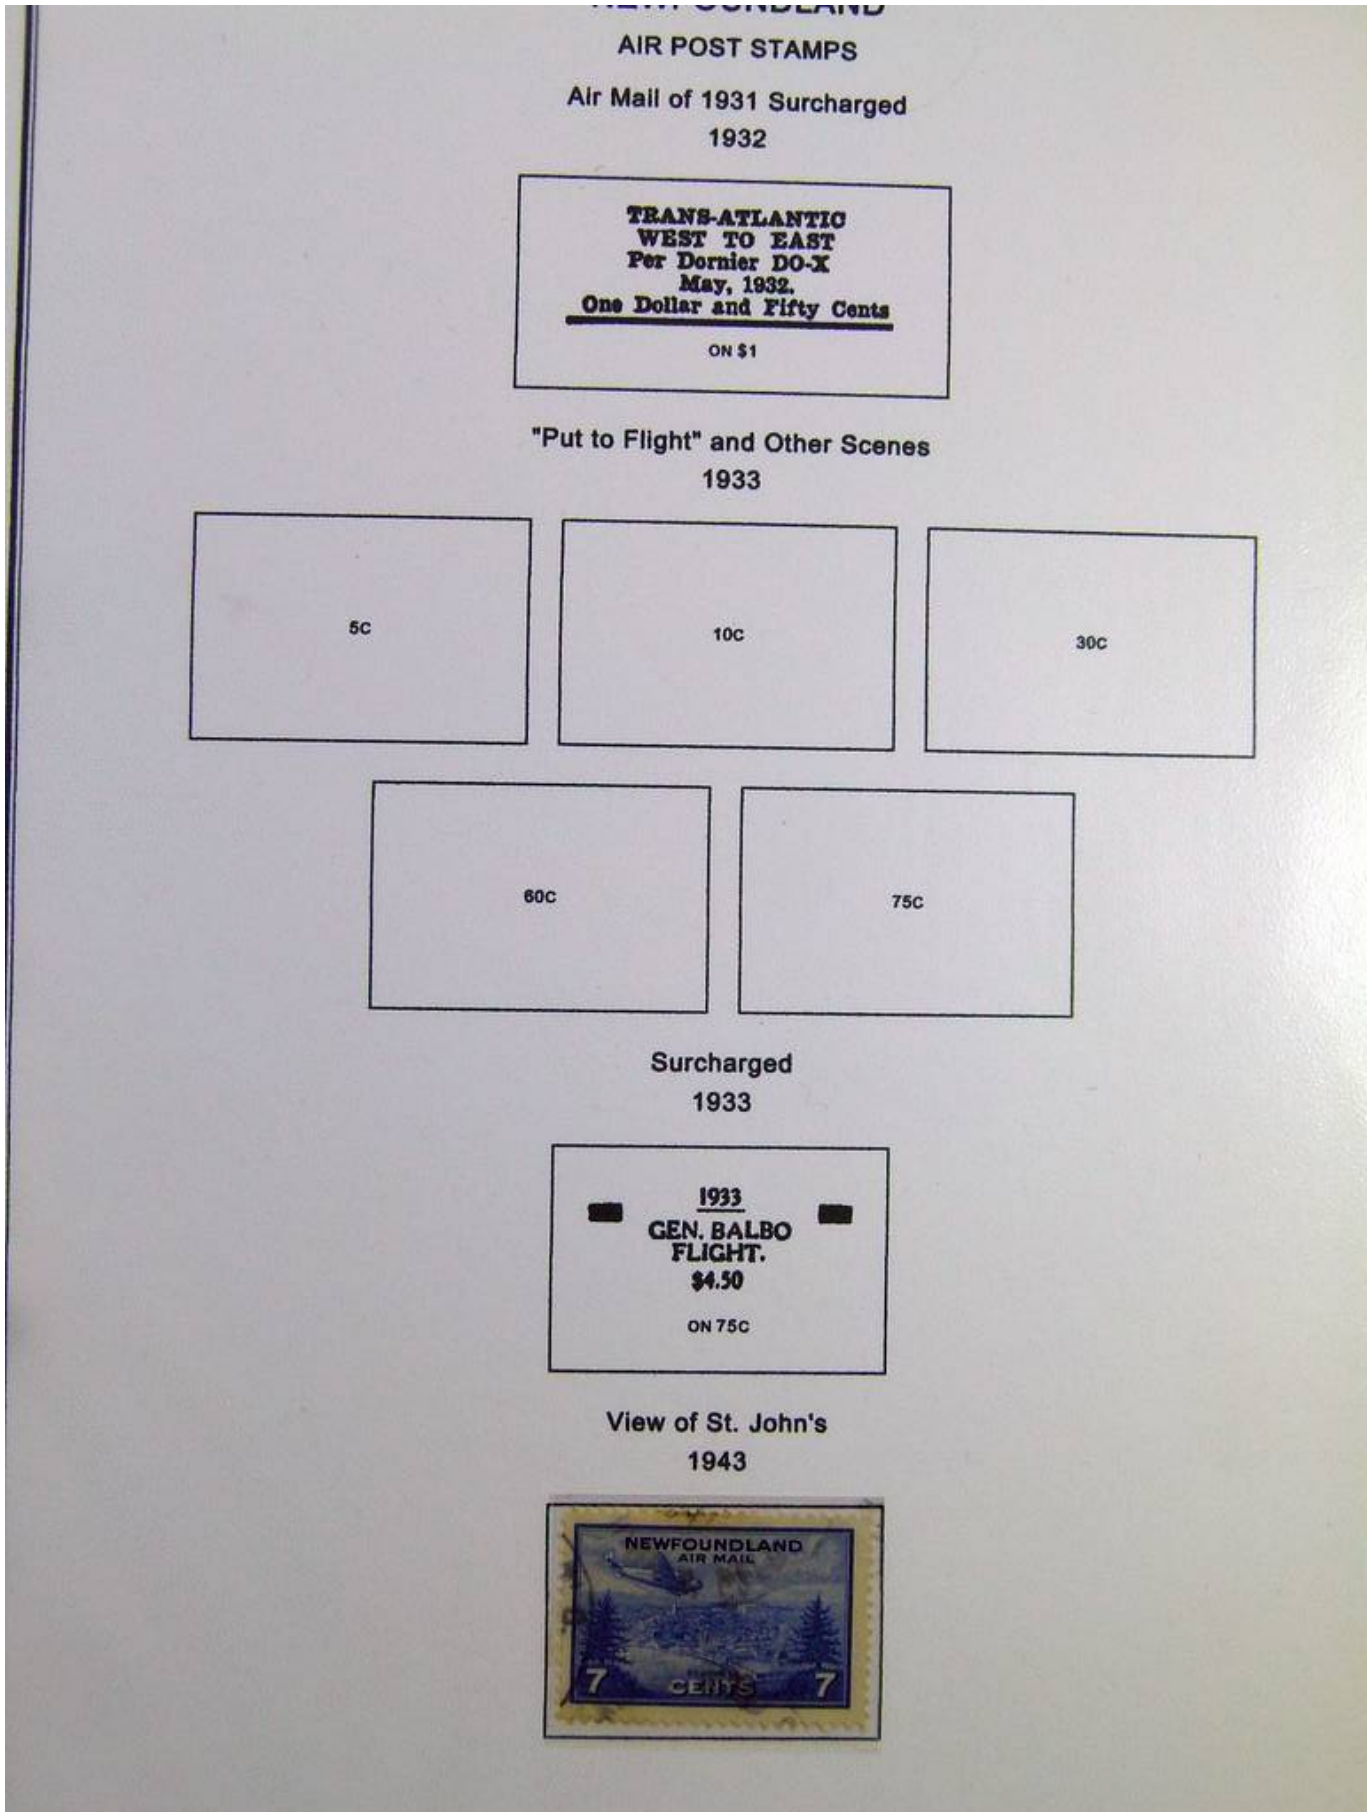 NEWFOUNDLAND
AIR POST STAMPS
Air Mail of 1931 Surcharged
1932
TRANS-ATLANTIC
WEST TO EAST
Per Dornier DO-X
May, 1932.
One Dollar and Fifty Cents
ON $1
"Put to Flight" and Other Scenes
1933
5C
10C
30C
60C
75C
Surcharged
1933
1933
GEN. BALBO
FLIGHT.
$4.50
ON 75C
View of St. John's
1943
NEWFOUNDLAND
AIR MAIL
7 CENTS 7